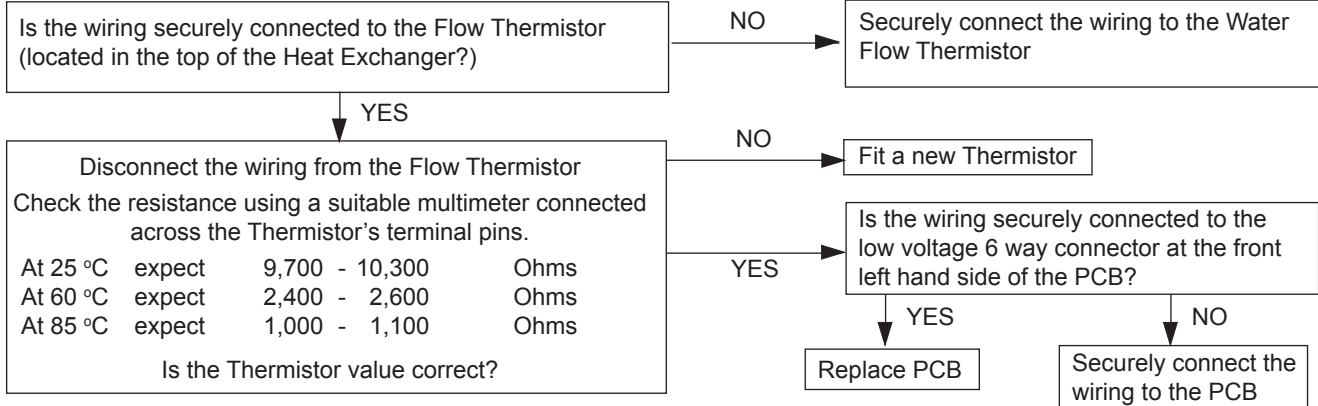 Is the wiring securely connected to the Flow Thermistor
(located in the top of the Heat Exchanger?)
NO
Securely connect the wiring to the Water
Flow Thermistor
YES
Disconnect the wiring from the Flow Thermistor
Check the resistance using a suitable multimeter connected
across the Thermistor's terminal pins.
At 25 ºC expect 9,700 - 10,300 Ohms
At 60 ºC expect 2,400 - 2,600 Ohms
At 85 ºC expect 1,000 - 1,100 Ohms
Is the Thermistor value correct?
NO
Fit a new Thermistor
YES
Is the wiring securely connected to the
low voltage 6 way connector at the front
left hand side of the PCB?
YES
Replace PCB
NO
Securely connect the
wiring to the PCB